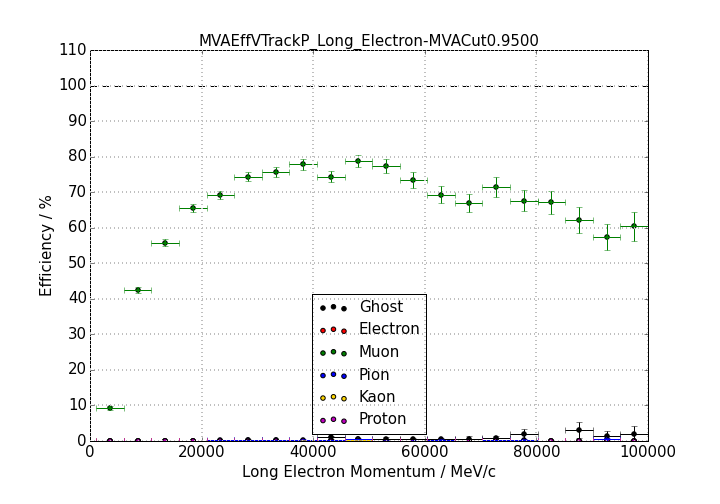 MVAEffVTrackP_Long_Electron-MVACut0.9500
110
100
90
80
70
60
50
40
30
20
10
0
Efficiency / %
Ghost
Electron
Muon
Pion
Kaon
Proton
0 20000 40000 60000 80000 100000
Long Electron Momentum / MeV/c